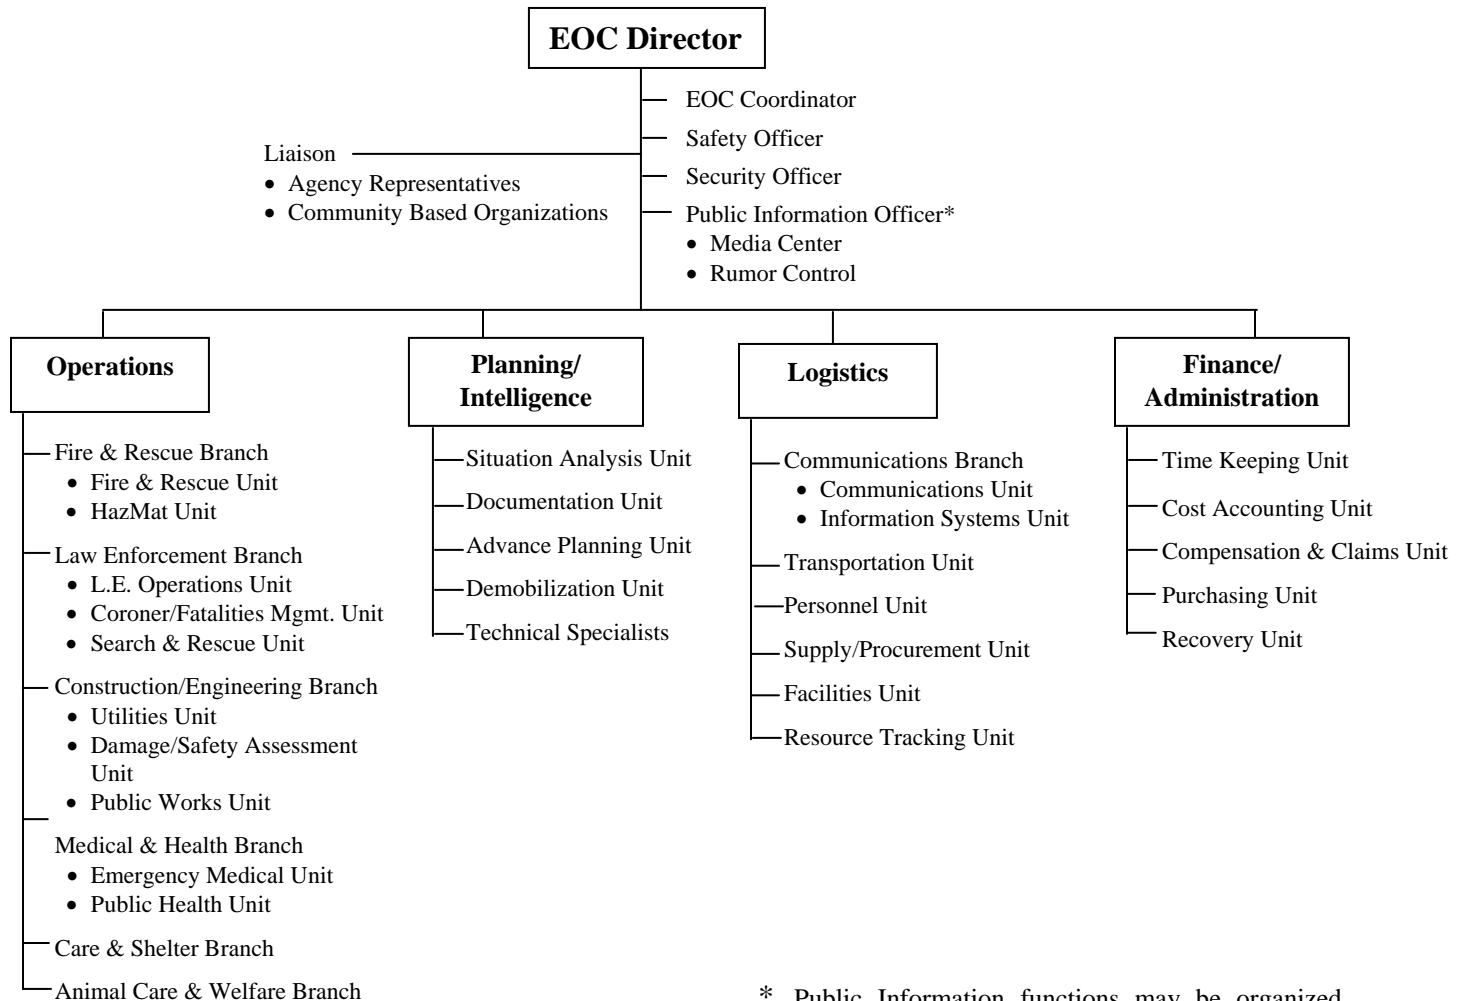 EOC Director
EOC Coordinator
Safety Officer
Security Officer
Public Information Officer*
• Media Center
• Rumor Control
Liaison
• Agency Representatives
• Community Based Organizations
Operations
Fire & Rescue Branch
• Fire & Rescue Unit
• HazMat Unit
Law Enforcement Branch
• L.E. Operations Unit
• Coroner/Fatalities Mgmt. Unit
• Search & Rescue Unit
Construction/Engineering Branch
• Utilities Unit
• Damage/Safety Assessment
Unit
• Public Works Unit
Medical & Health Branch
• Emergency Medical Unit
• Public Health Unit
Care & Shelter Branch
Animal Care & Welfare Branch
Planning/
Intelligence
Situation Analysis Unit
Documentation Unit
Advance Planning Unit
Demobilization Unit
Technical Specialists
Logistics
Communications Branch
• Communications Unit
• Information Systems Unit
Transportation Unit
Personnel Unit
Supply/Procurement Unit
Facilities Unit
Resource Tracking Unit
Finance/
Administration
Time Keeping Unit
Cost Accounting Unit
Compensation & Claims Unit
Purchasing Unit
Recovery Unit
* Public Information functions may be organized